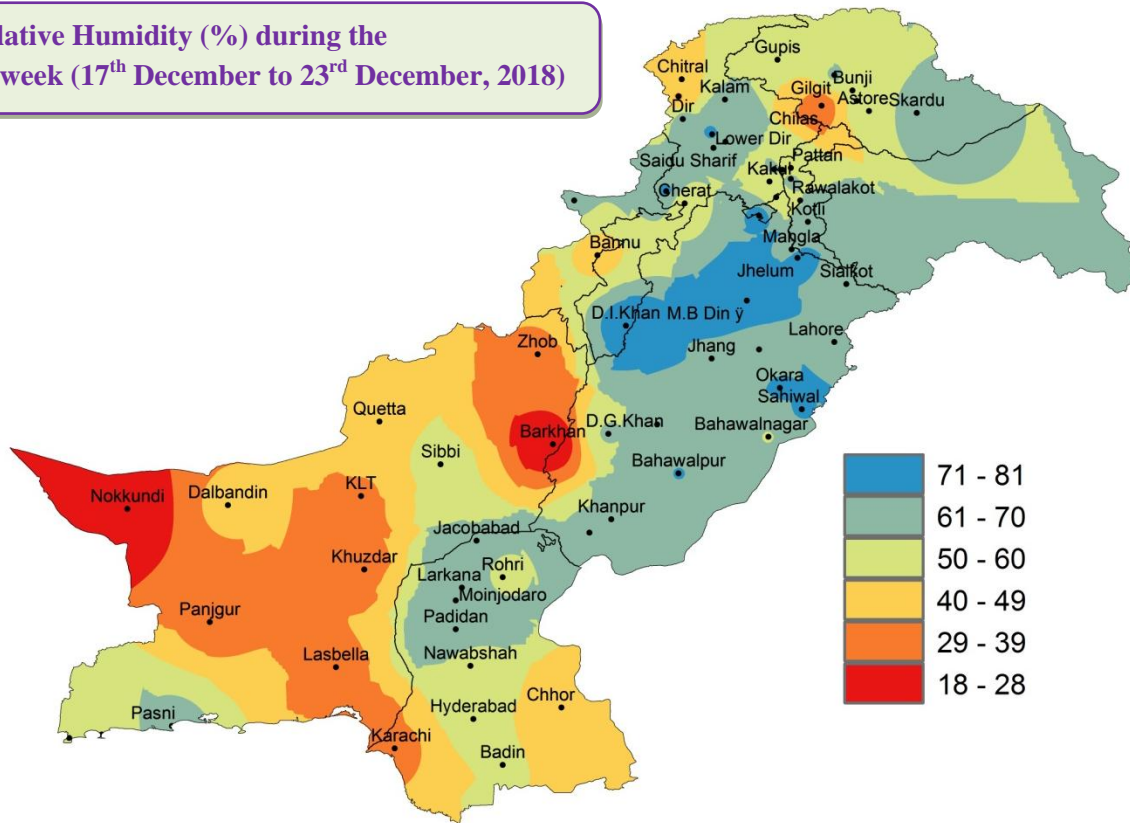 lative Humidity (%) during the
week (17th December to 23rd December, 2018)
Gupis
Chitral
Bunji
Kalam
Gilgit
Astore
Skardu
Dir
Chilas
Lower Dir
Saidu Sharif
Pattan
Kakul
Cherat
Rawalakot
Kotli
Mangla
Bannu
Jhelum
Sialkot
D.I.Khan
M.B Din ÿ
Lahore
Zhob
Jhang
Okara
Sahiwal
Quetta
D.G.Khan
Bahawalnagar
Barkhan
Sibbi
Bahawalpur
Nokkundi
Dalbandin
KLT
Khanpur
Jacobabad
Khuzdar
Rohri
Larkana
Moinjodaro
Panjgur
Padidan
Lasbella
Nawabshah
Chhor
Pasni
Hyderabad
Karachi
Badin
71 - 81
61 - 70
50 - 60
40 - 49
29 - 39
18 - 28